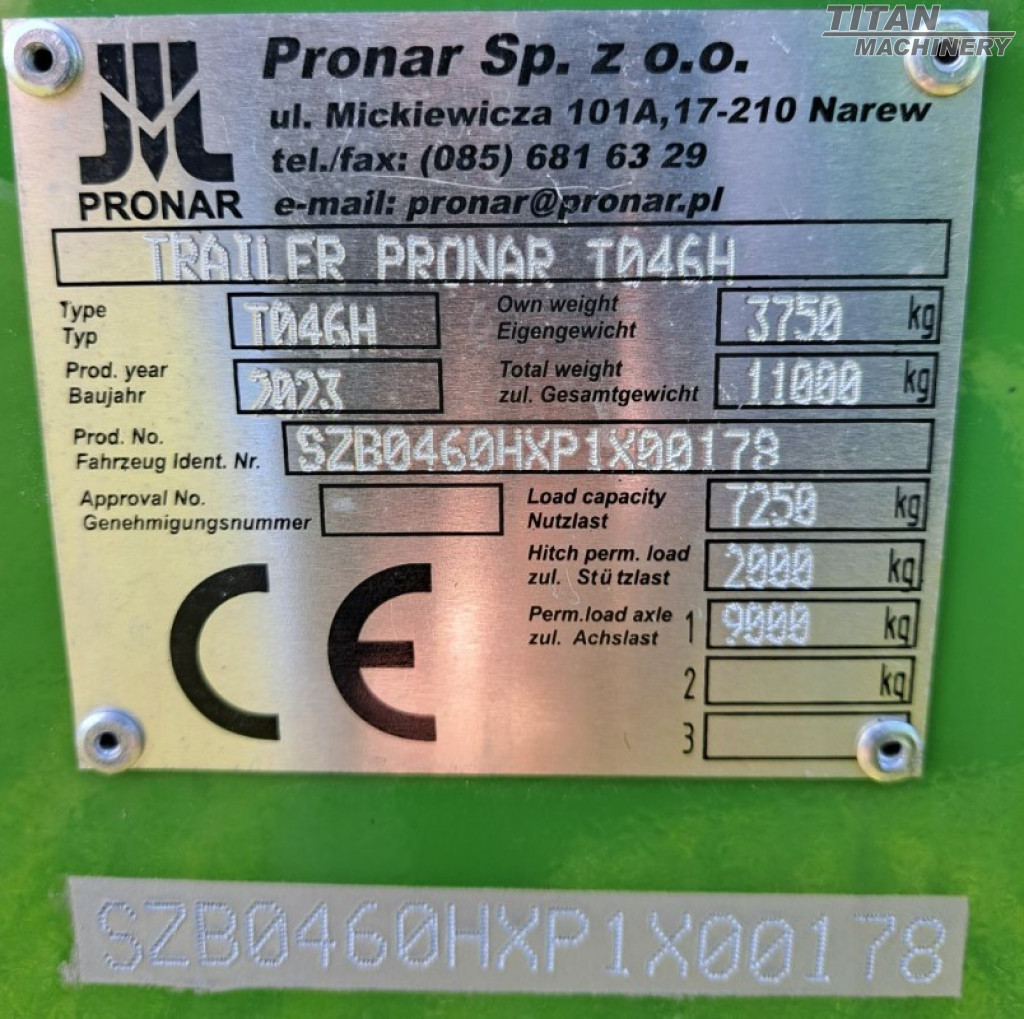 TITAN
MACHINERY
Pronar Sp. z o.o.
ul. Mickiewicza 101A,17-210 Narew
tel./fax: (085) 681 63 29
PRONAR e-mail: pronar@pronar.pl
TRAILER PRONAR T046H
Type
Typ
T046H
Own weight
Eigengewicht
3750 kg
Prod. year
Baujahr
2023
Total weight
zul. Gesamtgewicht
11000 kg
Prod. No.
Fahrzeug Ident. Nr.
SZB0460HXP1X00178
Approval No.
Genehmigungsnummer
Load capacity
Nutzlast
7250 kg
Hitch perm. load
zul. Stützlast
2000 kg
Perm.load axle
zul. Achslast
1 9000 kg
2 kg
3
CE
SZB0460HXP1X00178